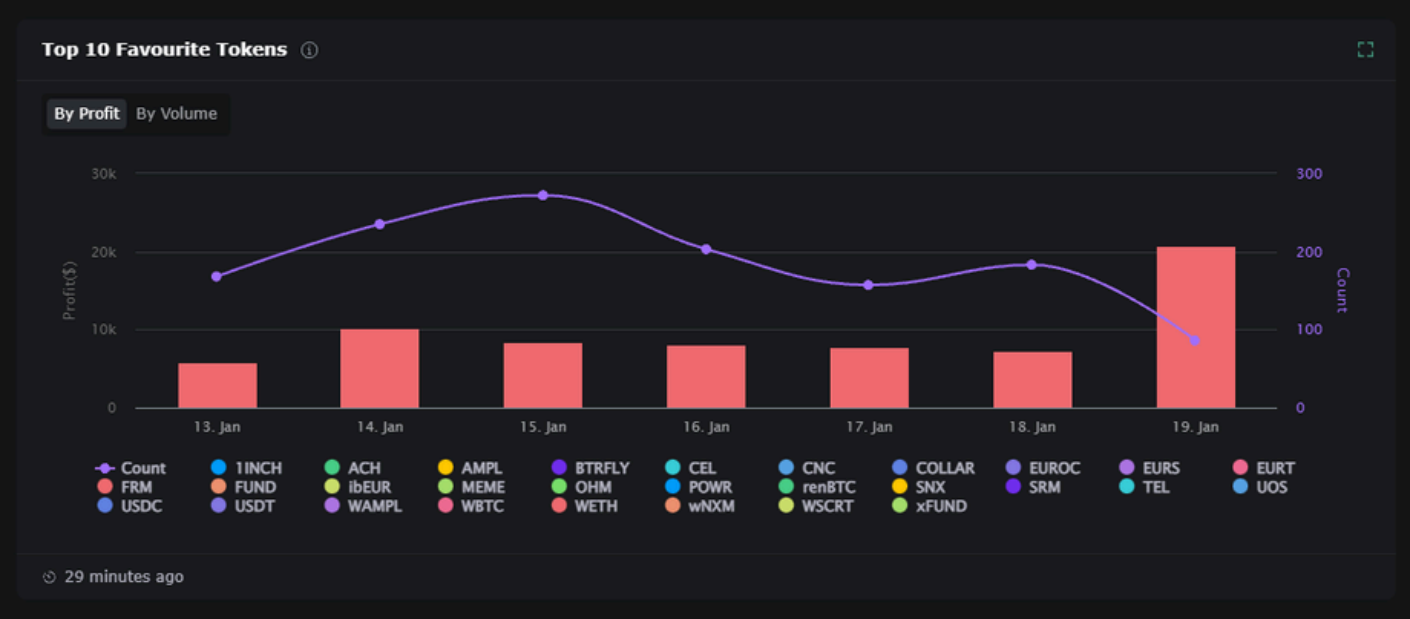 Top 10 Favourite Tokens
By Profit By Volume
30k 300
20k 200
Profit($) Count
10k 100
0 0
13. Jan 14. Jan 15. Jan 16. Jan 17. Jan 18. Jan 19. Jan
Count 1INCH ACH AMPL BTRFLY CEL CNC COLLAR EUROC EURS EURT
FRM FUND ibEUR MEME OHM POWR renBTC SNX SRM TEL UOS
USDC USDT WAMPL WBTC WETH wNXM WSCRT xFUND
29 minutes ago